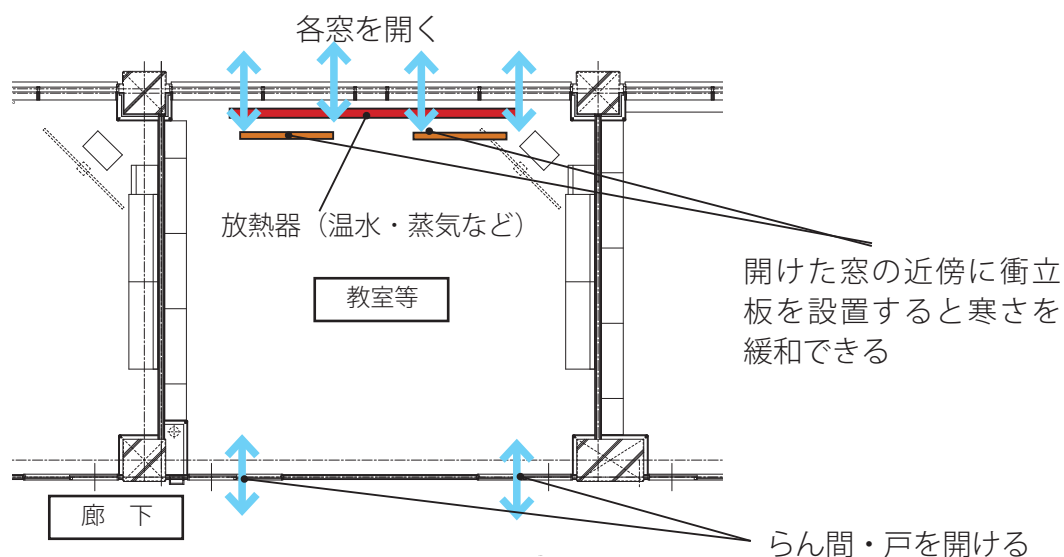 各窓を開く
放熱器（温水・蒸気など）
教室等
開けた窓の近傍に衝立
板を設置すると寒さを
緩和できる
廊　下
らん間・戸を開ける